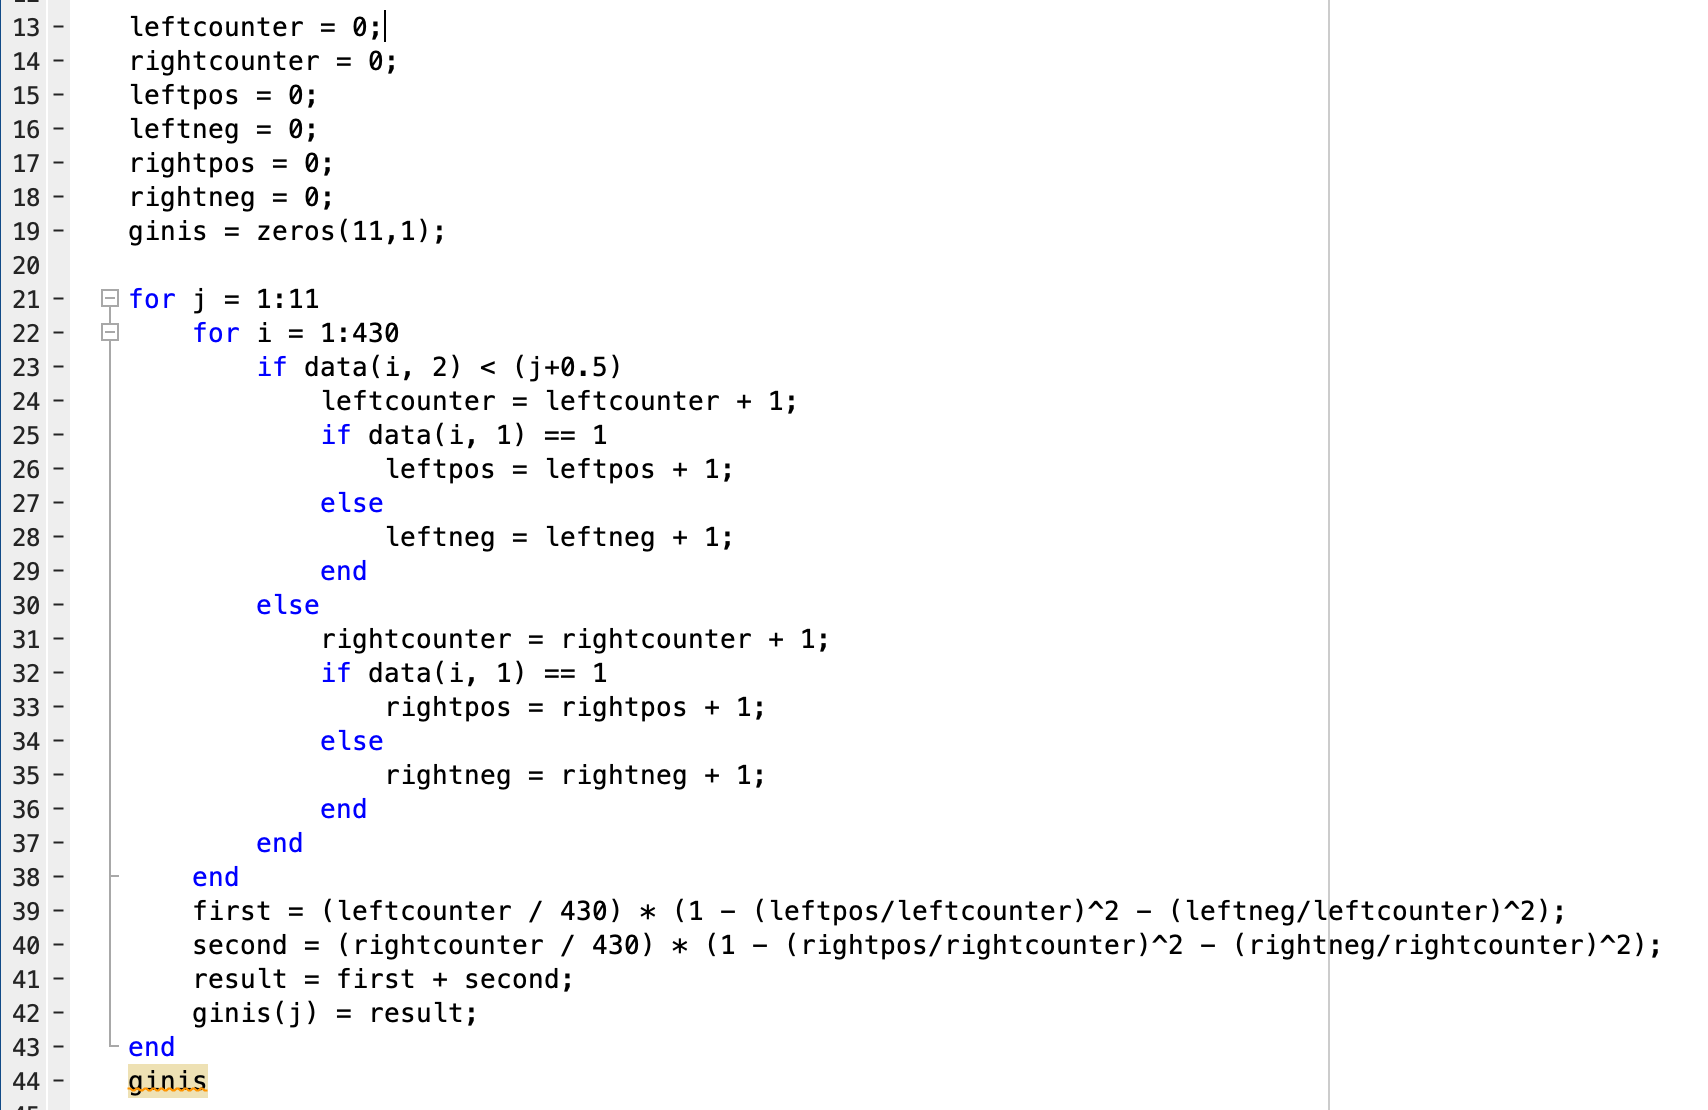 13 - leftcounter = 0;
14 - rightcounter = 0;
15 - leftpos = 0;
16 - leftneg = 0;
17 - rightpos = 0;
18 - rightneg = 0;
19 - ginis = zeros(11,1);
20
21 - for j = 1:11
22 - for i = 1:430
23 - if data(i, 2) < (j+0.5)
24 - leftcounter = leftcounter + 1;
25 - if data(i, 1) == 1
26 - leftpos = leftpos + 1;
27 - else
28 - leftneg = leftneg + 1;
29 - end
30 - else
31 - rightcounter = rightcounter + 1;
32 - if data(i, 1) == 1
33 - rightpos = rightpos + 1;
34 - else
35 - rightneg = rightneg + 1;
36 - end
37 - end
38 - end
39 - first = (leftcounter / 430) * (1 - (leftpos/leftcounter)^2 - (leftneg/leftcounter)^2);
40 - second = (rightcounter / 430) * (1 - (rightpos/rightcounter)^2 - (rightneg/rightcounter)^2);
41 - result = first + second;
42 - ginis(j) = result;
43 - end
44 - ginis